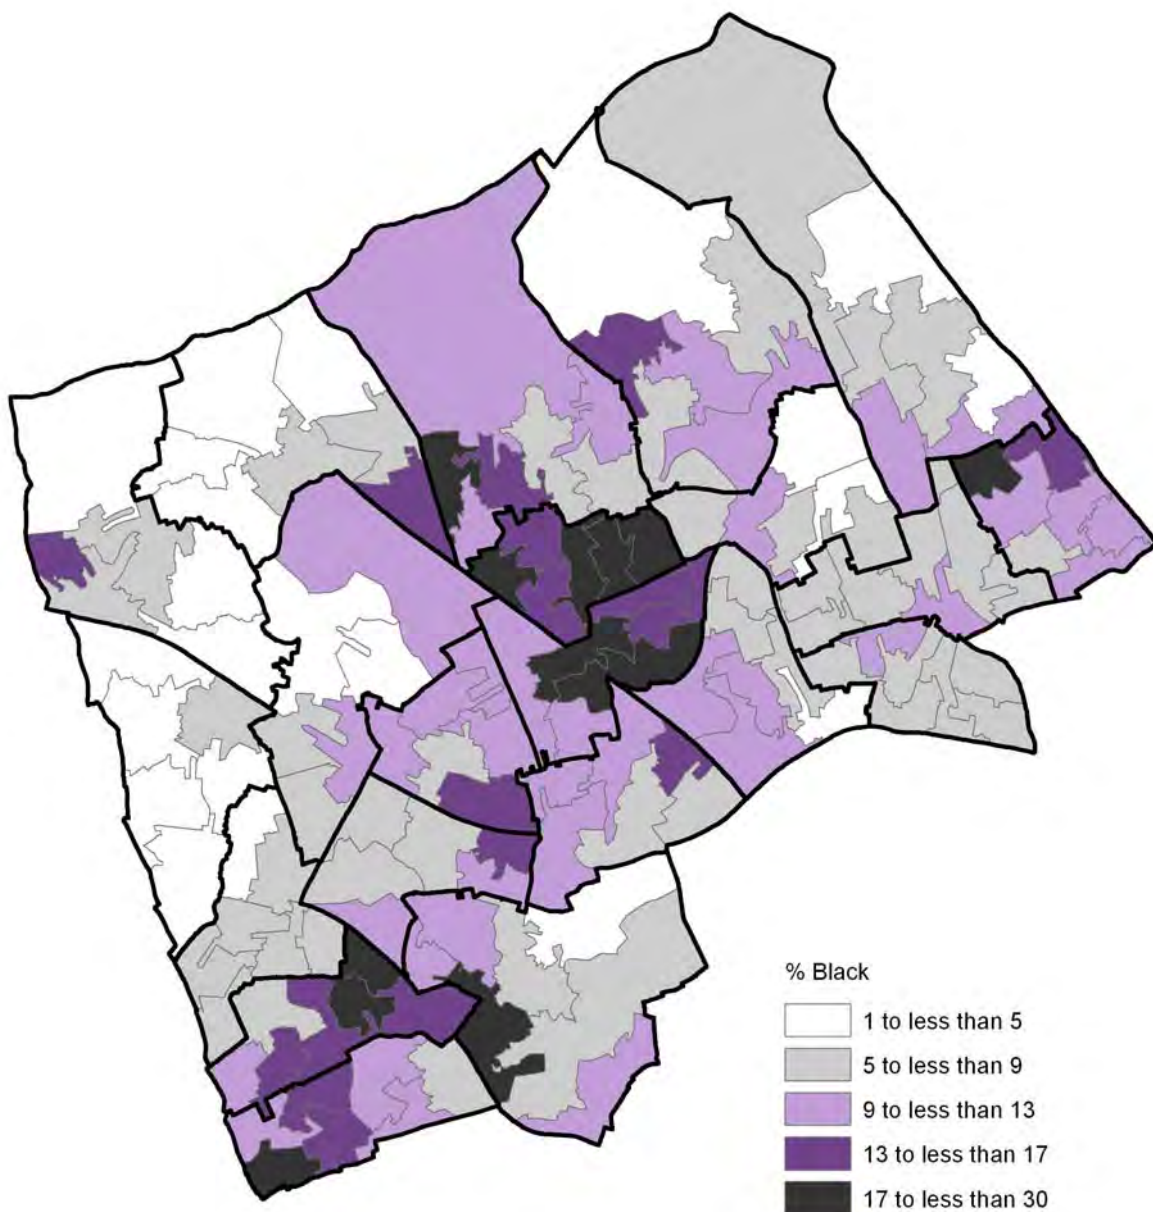 % Black
1 to less than 5
5 to less than 9
9 to less than 13
13 to less than 17
17 to less than 30